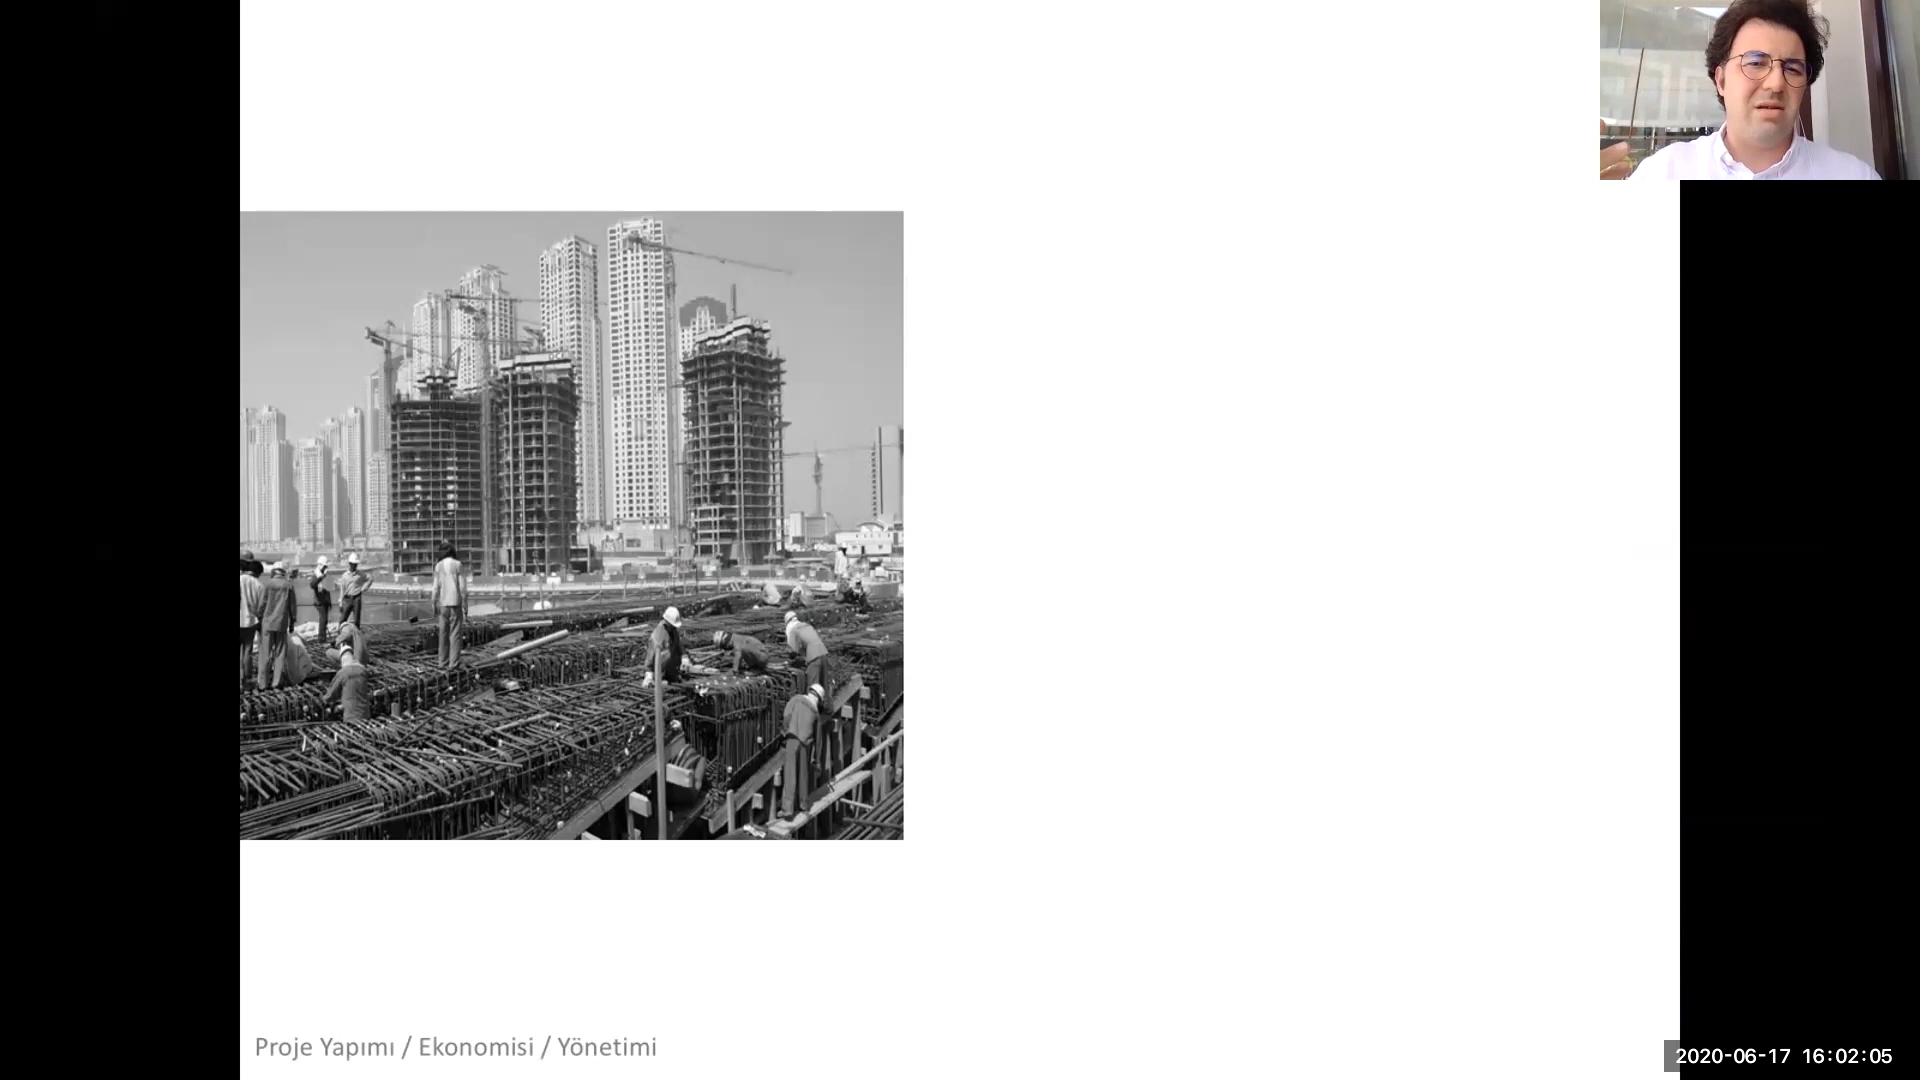 Proje Yapımı / Ekonomisi / Yönetimi
2020-06-17 16:02:05